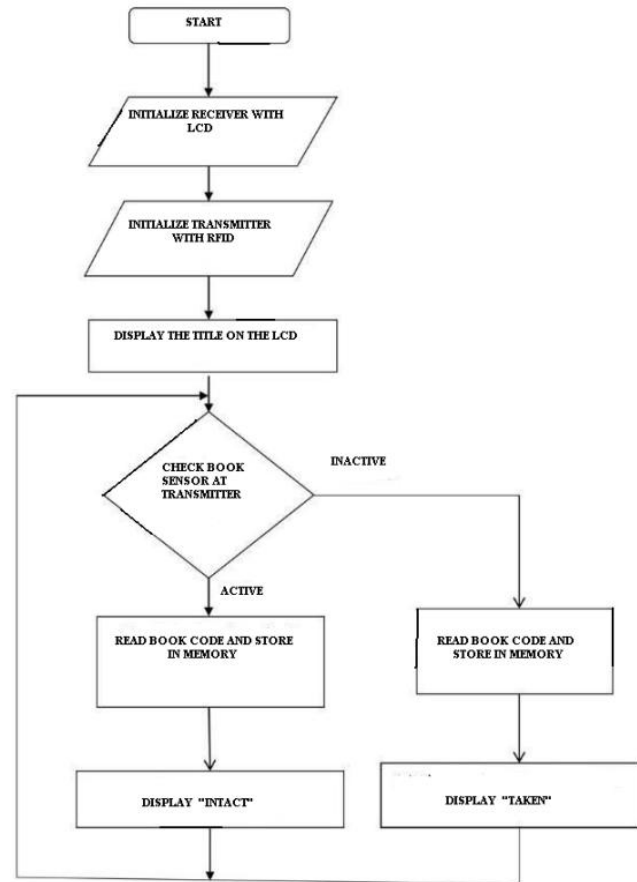 START
INITIALIZE RECEIVER WITH
LCD
INITIALIZE TRANSMITTER
WITH RFID
DISPLAY THE TITLE ON THE LCD
CHECK BOOK
SENSOR AT
TRANSMITTER
INACTIVE
ACTIVE
READ BOOK CODE AND STORE
IN MEMORY
READ BOOK CODE AND
STORE IN MEMORY
DISPLAY "INTACT"
DISPLAY "TAKEN"